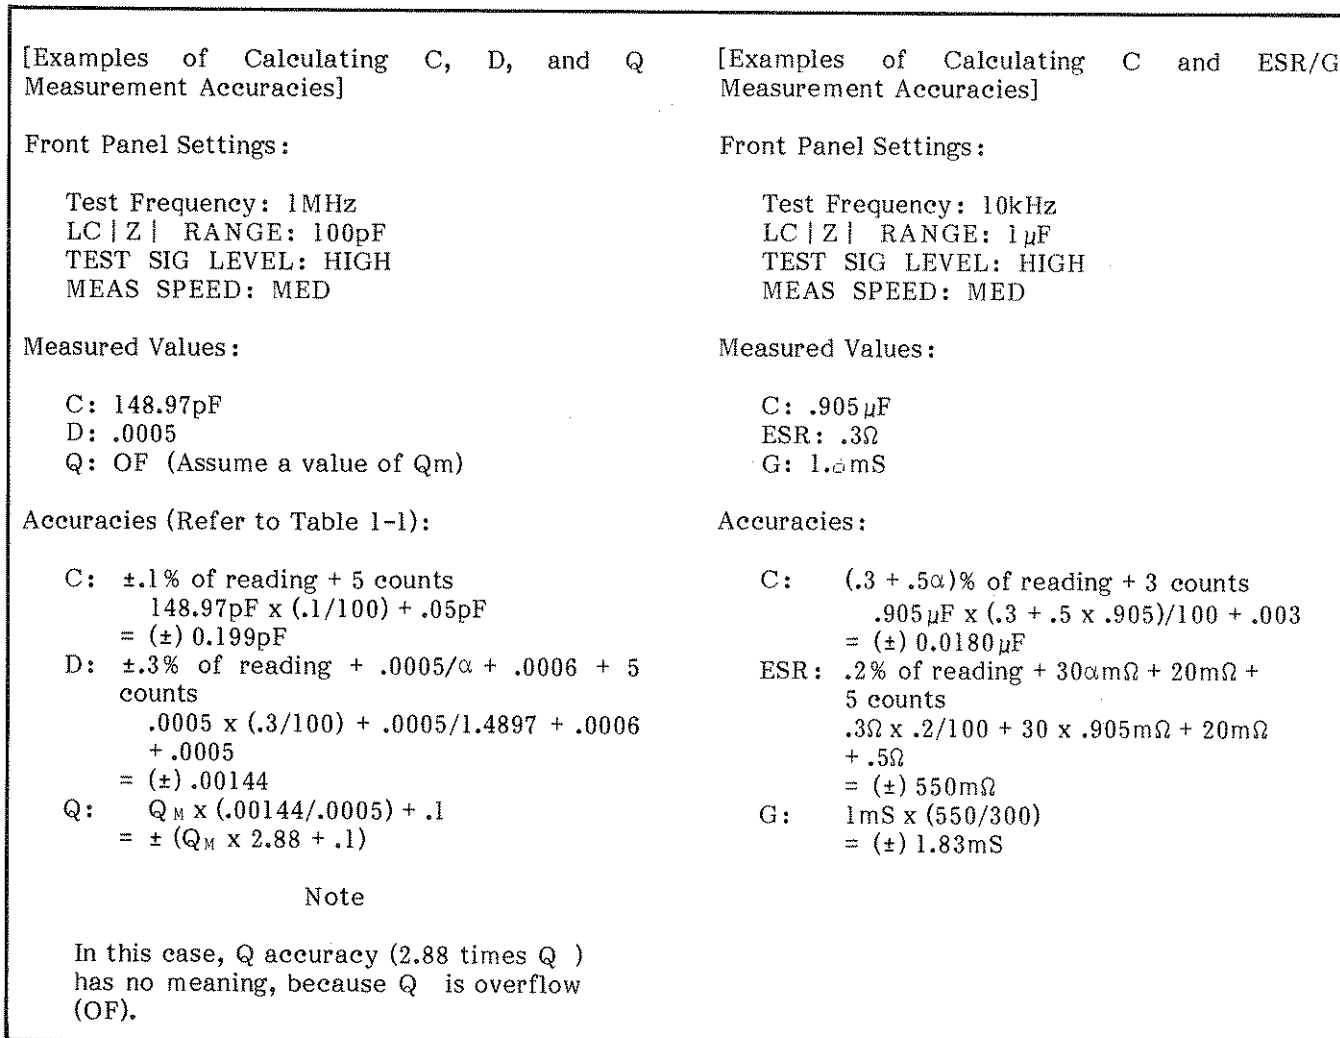 [Examples of Calculating C, D, and Q
Measurement Accuracies]
Front Panel Settings:
Test Frequency: 1MHz
LC|Z| RANGE: 100pF
TEST SIG LEVEL: HIGH
MEAS SPEED: MED
Measured Values:
C: 148.97pF
D: .0005
Q: OF (Assume a value of Qm)
Accuracies (Refer to Table 1-1):
C: ±.1% of reading + 5 counts
148.97pF x (.1/100) + .05pF
= (±) 0.199pF
D: ±.3% of reading + .0005/α + .0006 + 5
counts
.0005 x (.3/100) + .0005/1.4897 + .0006
+ .0005
= (±) .00144
Q: QM x (.00144/.0005) + .1
= ± (QM x 2.88 + .1)
Note
In this case, Q accuracy (2.88 times Q )
has no meaning, because Q is overflow
(OF).
[Examples of Calculating C and ESR/G
Measurement Accuracies]
Front Panel Settings:
Test Frequency: 10kHz
LC|Z| RANGE: 1μF
TEST SIG LEVEL: HIGH
MEAS SPEED: MED
Measured Values:
C: .905μF
ESR: .3Ω
G:
Accuracies:
C: (.3 + .5α)% of reading + 3 counts
.905μF x (.3 + .5 x .905)/100 + .003
= (±) 0.0180μF
ESR: .2% of reading + 30αmΩ + 20mΩ +
5 counts
.3Ω x .2/100 + 30 x .905mΩ + 20mΩ
+ .5Ω
= (±) 550mΩ
G: 1mS x (550/300)
= (±) 1.83mS